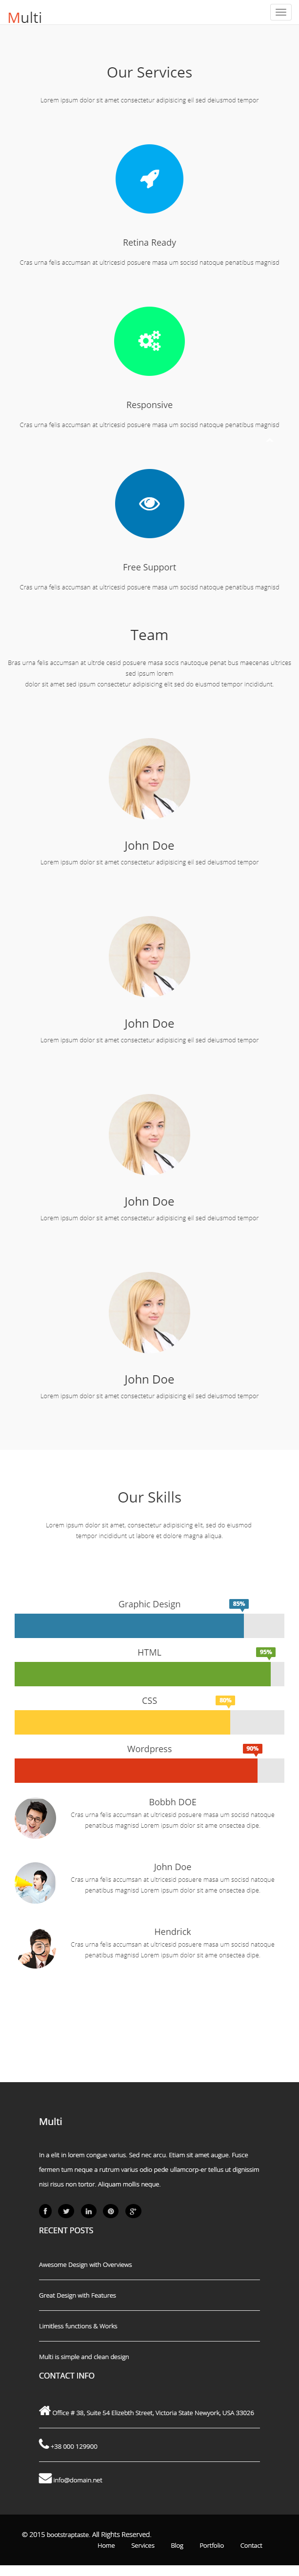 Multi
Our Services
Lorem ipsum dolor sit amet consectetur adipisicing eil sed deiusmod tempor
Retina Ready
Cras urna felis accumsan at ultricesid posuere masa um socisd natoque penatibus magnisd
Responsive
Cras urna felis accumsan at ultricesid posuere masa um socisd natoque penatibus magnisd
Free Support
Cras urna felis accumsan at ultricesid posuere masa um socisd natoque penatibus magnisd
Team
Bras urna felis accumsan at ultrde cesid posuere masa socis nautoque penat bus maecenas ultrices
sed ipsum lorem
dolor sit amet sed ipsum consectetur adipisicing elit sed do eiusmod tempor incididunt.
John Doe
Lorem ipsum dolor sit amet consectetur adipisicing eil sed deiusmod tempor
John Doe
Lorem ipsum dolor sit amet consectetur adipisicing eil sed deiusmod tempor
John Doe
Lorem ipsum dolor sit amet consectetur adipisicing eil sed deiusmod tempor
John Doe
Lorem ipsum dolor sit amet consectetur adipisicing eil sed deiusmod tempor
Our Skills
Lorem ipsum dolor sit amet, consectetur adipisicing elit, sed do eiusmod
tempor incididunt ut labore et dolore magna aliqua.
Graphic Design
85%
HTML
95%
CSS
80%
Wordpress
90%
Bobbh DOE
Cras urna felis accumsan at ultricesid posuere masa um socisd natoque
penatibus magnisd Lorem ipsum dolor sit ame onsectea dipe.
John Doe
Cras urna felis accumsan at ultricesid posuere masa um socisd natoque
penatibus magnisd Lorem ipsum dolor sit ame onsectea dipe.
Hendrick
Cras urna felis accumsan at ultricesid posuere masa um socisd natoque
penatibus magnisd Lorem ipsum dolor sit ame onsectea dipe.
Multi
In a elit in lorem congue varius. Sed nec arcu. Etiam sit amet augue. Fusce
fermen tum neque a rutrum varius odio pede ullamcorp-er tellus ut dignissim
nisi risus non tortor. Aliquam mollis neque.
RECENT POSTS
Awesome Design with Overviews
Great Design with Features
Limitless functions & Works
Multi is simple and clean design
CONTACT INFO
Office # 38, Suite 54 Elizebth Street, Victoria State Newyork, USA 33026
+38 000 129900
info@domain.net
© 2015 bootstraptaste. All Rights Reserved.
Home Services Blog Portfolio Contact